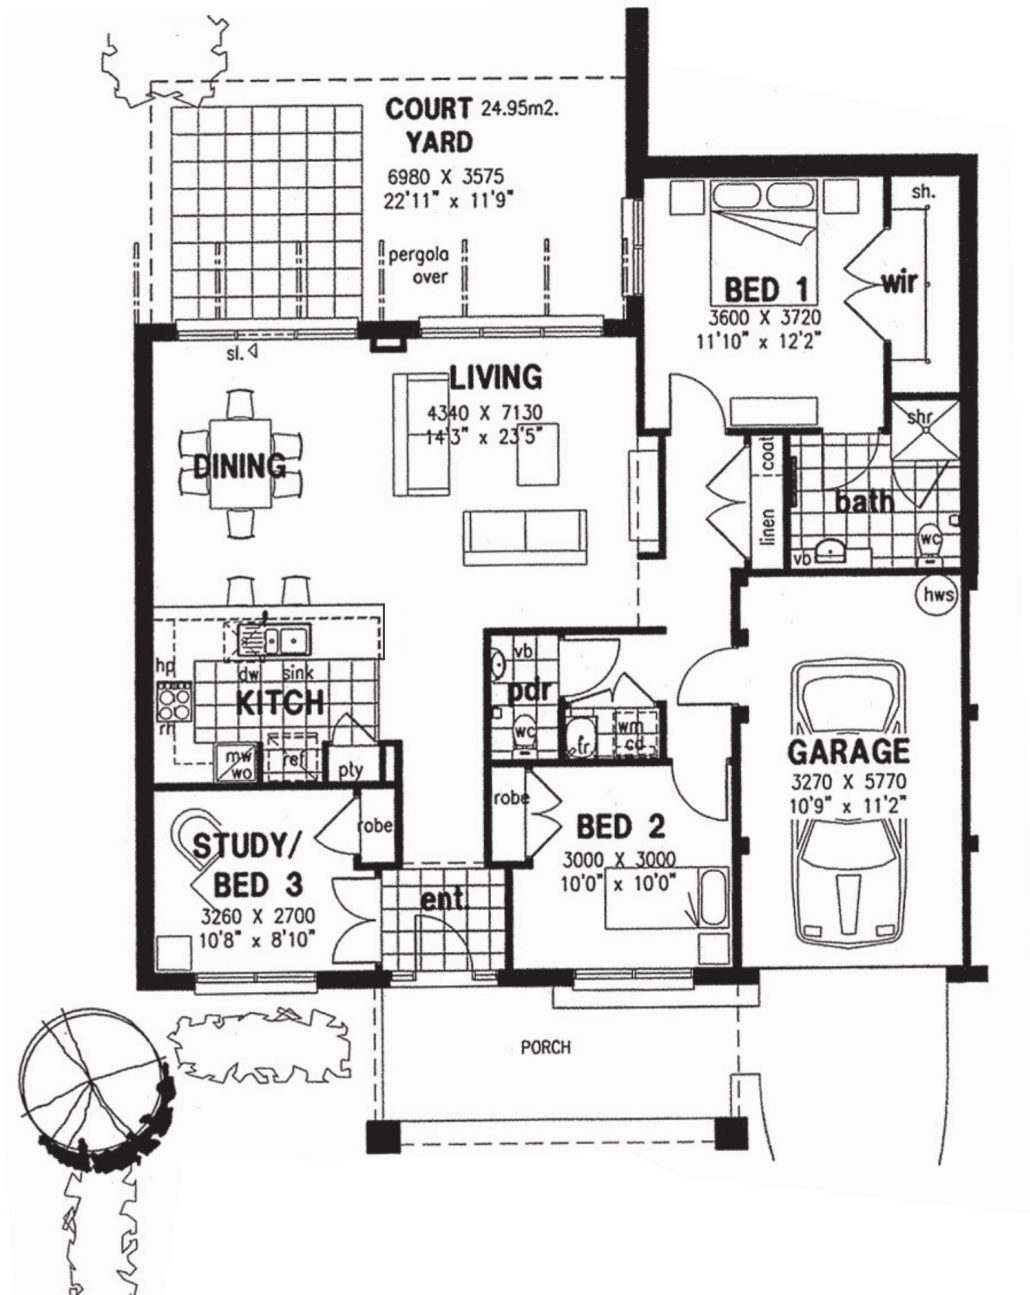 COURT 24.95m2.
YARD
6980 X 3575
22'11" x 11'9"
pergola
over
sh.
wir
BED 1
3600 X 3720
11'10" x 12'2"
sl.
LIVING
4340 X 7130
14'3" x 23'5"
DINING
shr
coat
linen
bath
wc
vb
hws
hp
dw
sink
KITCH
rh
mw
wo
ref
pty
vb
pdr
wc
tr
wm
cd
GARAGE
3270 X 5770
10'9" x 11'2"
robe
robe
BED 2
3000 X 3000
10'0" x 10'0"
STUDY/
BED 3
3260 X 2700
10'8" x 8'10"
ent.
PORCH